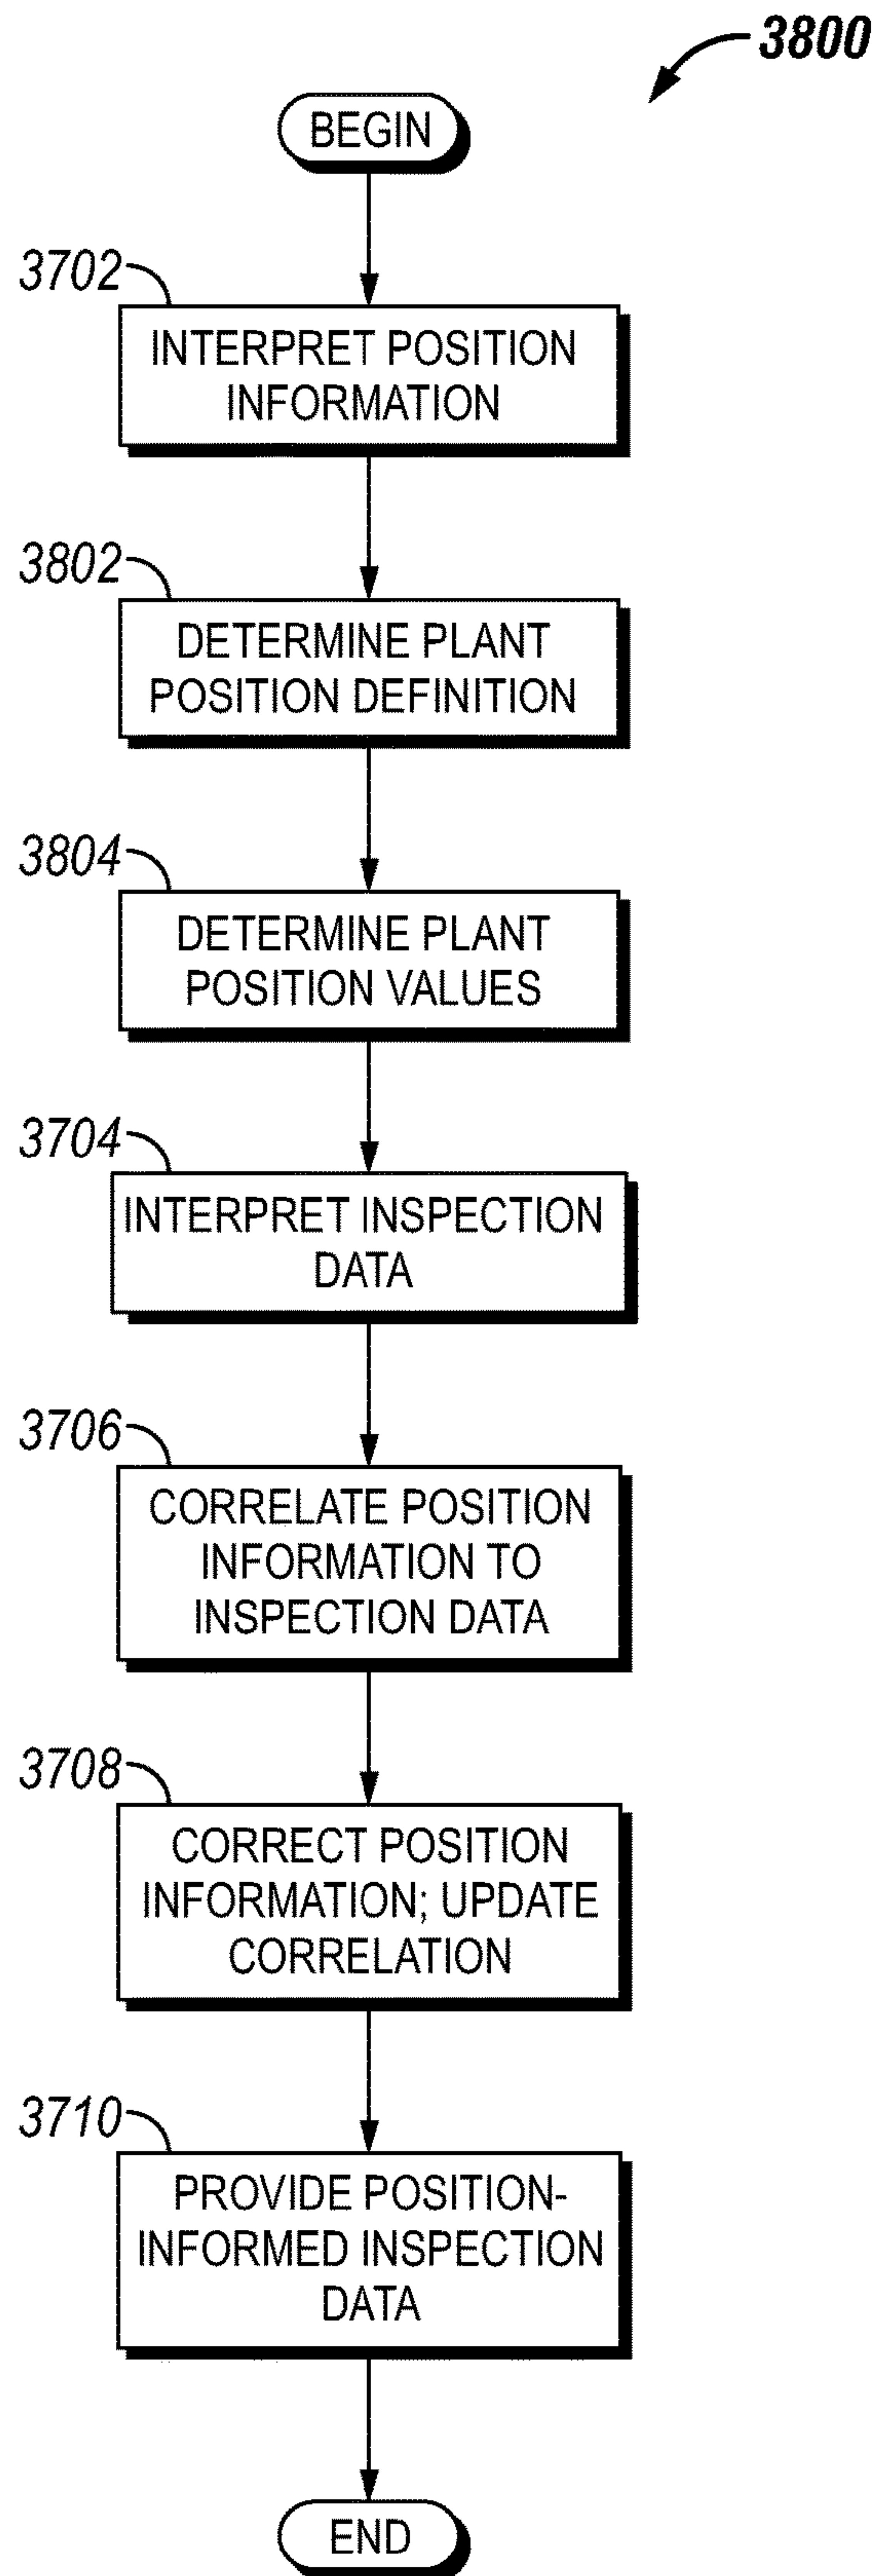 3800
BEGIN
3702
INTERPRET POSITION
INFORMATION
3802
DETERMINE PLANT
POSITION DEFINITION
3804
DETERMINE PLANT
POSITION VALUES
3704
INTERPRET INSPECTION
DATA
3706
CORRELATE POSITION
INFORMATION TO
INSPECTION DATA
3708
CORRECT POSITION
INFORMATION; UPDATE
CORRELATION
3710
PROVIDE POSITION-
INFORMED INSPECTION
DATA
END